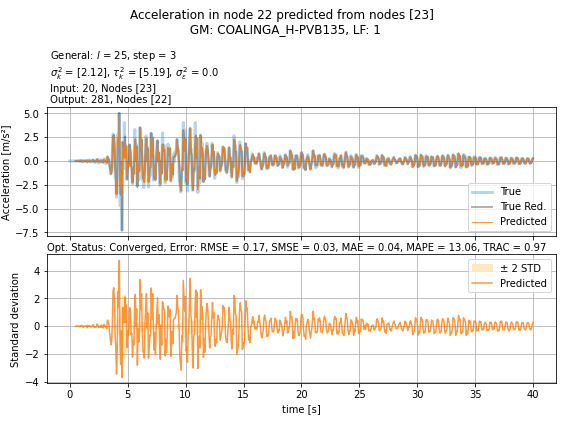 Acceleration in node 22 predicted from nodes [23]
GM: COALINGA_H-PVB135, LF: 1
General: l = 25, step = 3
σ²ₖ = [2.12], τ²ₖ = [5.19], σ²ᵣ = 0.0
Input: 20, Nodes [23]
Output: 281, Nodes [22]
Acceleration [m/s²]
5.0
2.5
0.0
−2.5
−5.0
−7.5
True
True Red.
Predicted
Opt. Status: Converged, Error: RMSE = 0.17, SMSE = 0.03, MAE = 0.04, MAPE = 13.06, TRAC = 0.97
Standard deviation
4
2
0
−2
−4
± 2 STD
Predicted
0 5 10 15 20 25 30 35 40
time [s]